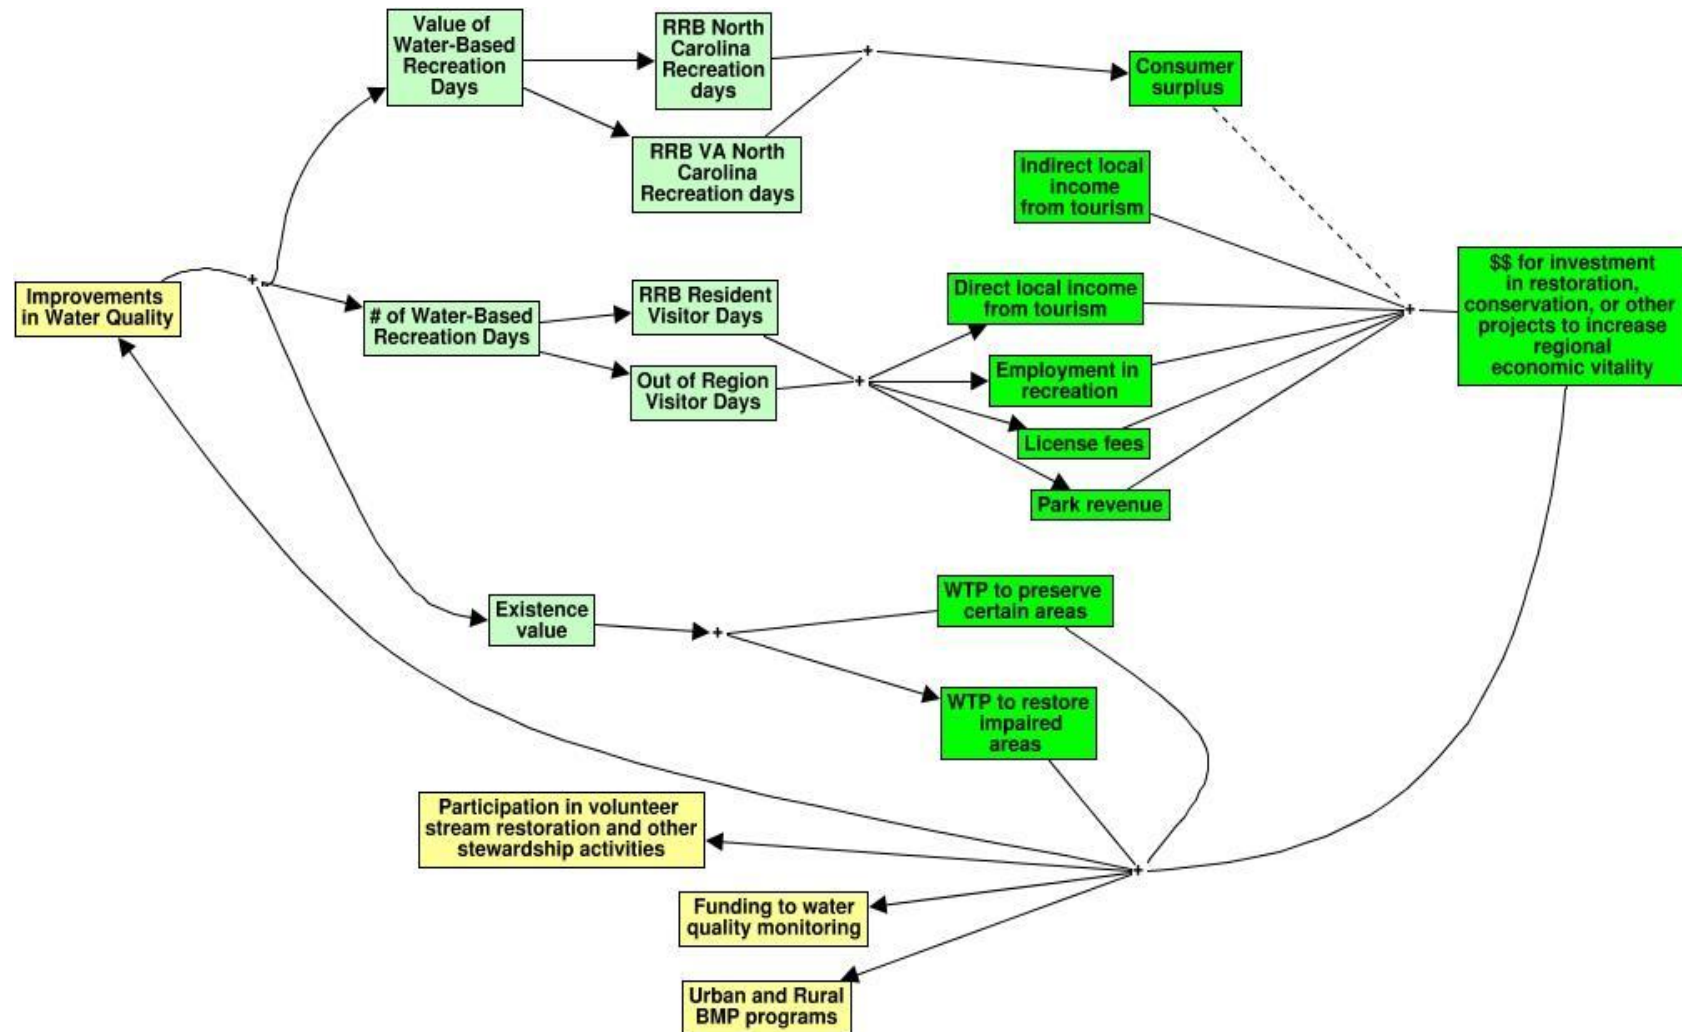 Value of
Water-Based
Recreation
Days
RRB North
Carolina
Recreation
days
+
Consumer
surplus
RRB VA North
Carolina
Recreation days
Indirect local
income
from tourism
Improvements
in Water Quality
+
# of Water-Based
Recreation Days
RRB Resident
Visitor Days
Out of Region
Visitor Days
+
Direct local income
from tourism
Employment in
recreation
License fees
Park revenue
+
$$ for investment
in restoration,
conservation, or other
projects to increase
regional
economic vitality
Existence
value
+
WTP to preserve
certain areas
WTP to restore
impaired
areas
Participation in volunteer
stream restoration and other
stewardship activities
+
Funding to water
quality monitoring
Urban and Rural
BMP programs